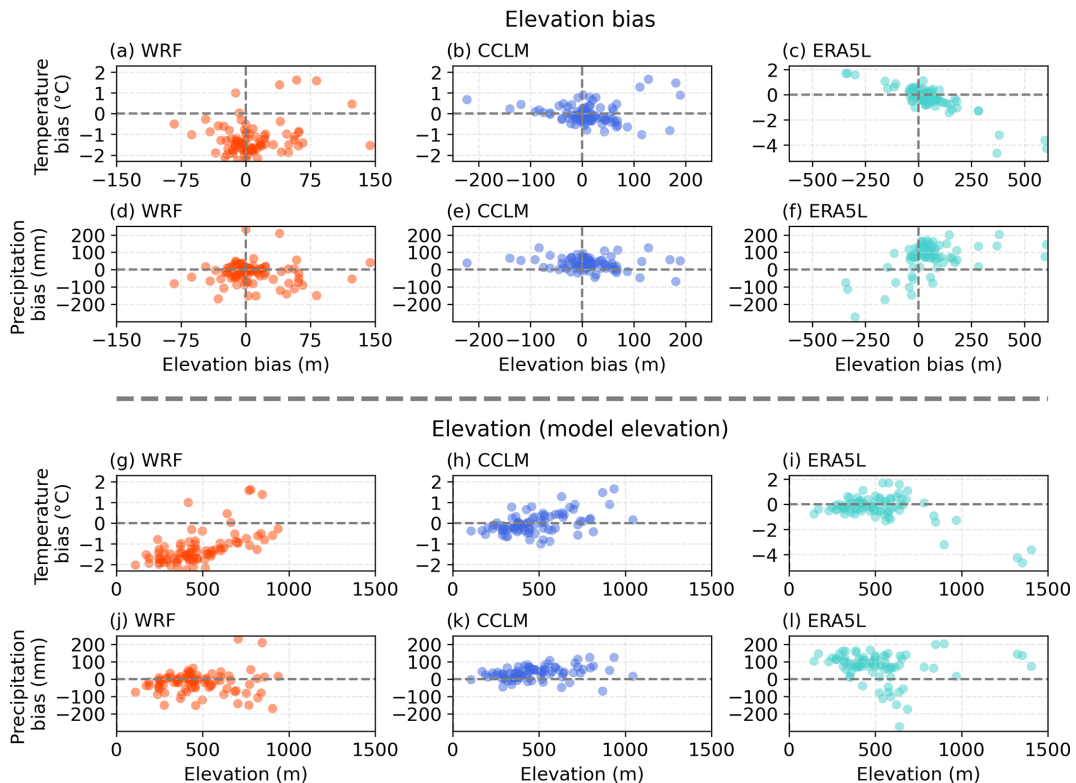 Elevation bias
(a) WRF
(b) CCLM
(c) ERA5L
Temperature
bias (°C)
2
1
0
−1
−2
2
1
0
−1
−2
2
0
−2
−4
−150 −75 0 75 150
−200 −100 0 100 200
−500 −250 0 250 500
(d) WRF
(e) CCLM
(f) ERA5L
Precipitation
bias (mm)
200
100
0
−100
−200
200
100
0
−100
−200
200
100
0
−100
−200
−150 −75 0 75 150
−200 −100 0 100 200
−500 −250 0 250 500
Elevation bias (m)
Elevation bias (m)
Elevation bias (m)
Elevation (model elevation)
(g) WRF
(h) CCLM
(i) ERA5L
Temperature
bias (°C)
2
1
0
−1
−2
2
1
0
−1
−2
2
0
−2
−4
0 500 1000 1500
0 500 1000 1500
0 500 1000 1500
(j) WRF
(k) CCLM
(l) ERA5L
Precipitation
bias (mm)
200
100
0
−100
−200
200
100
0
−100
−200
200
100
0
−100
−200
0 500 1000 1500
0 500 1000 1500
0 500 1000 1500
Elevation (m)
Elevation (m)
Elevation (m)